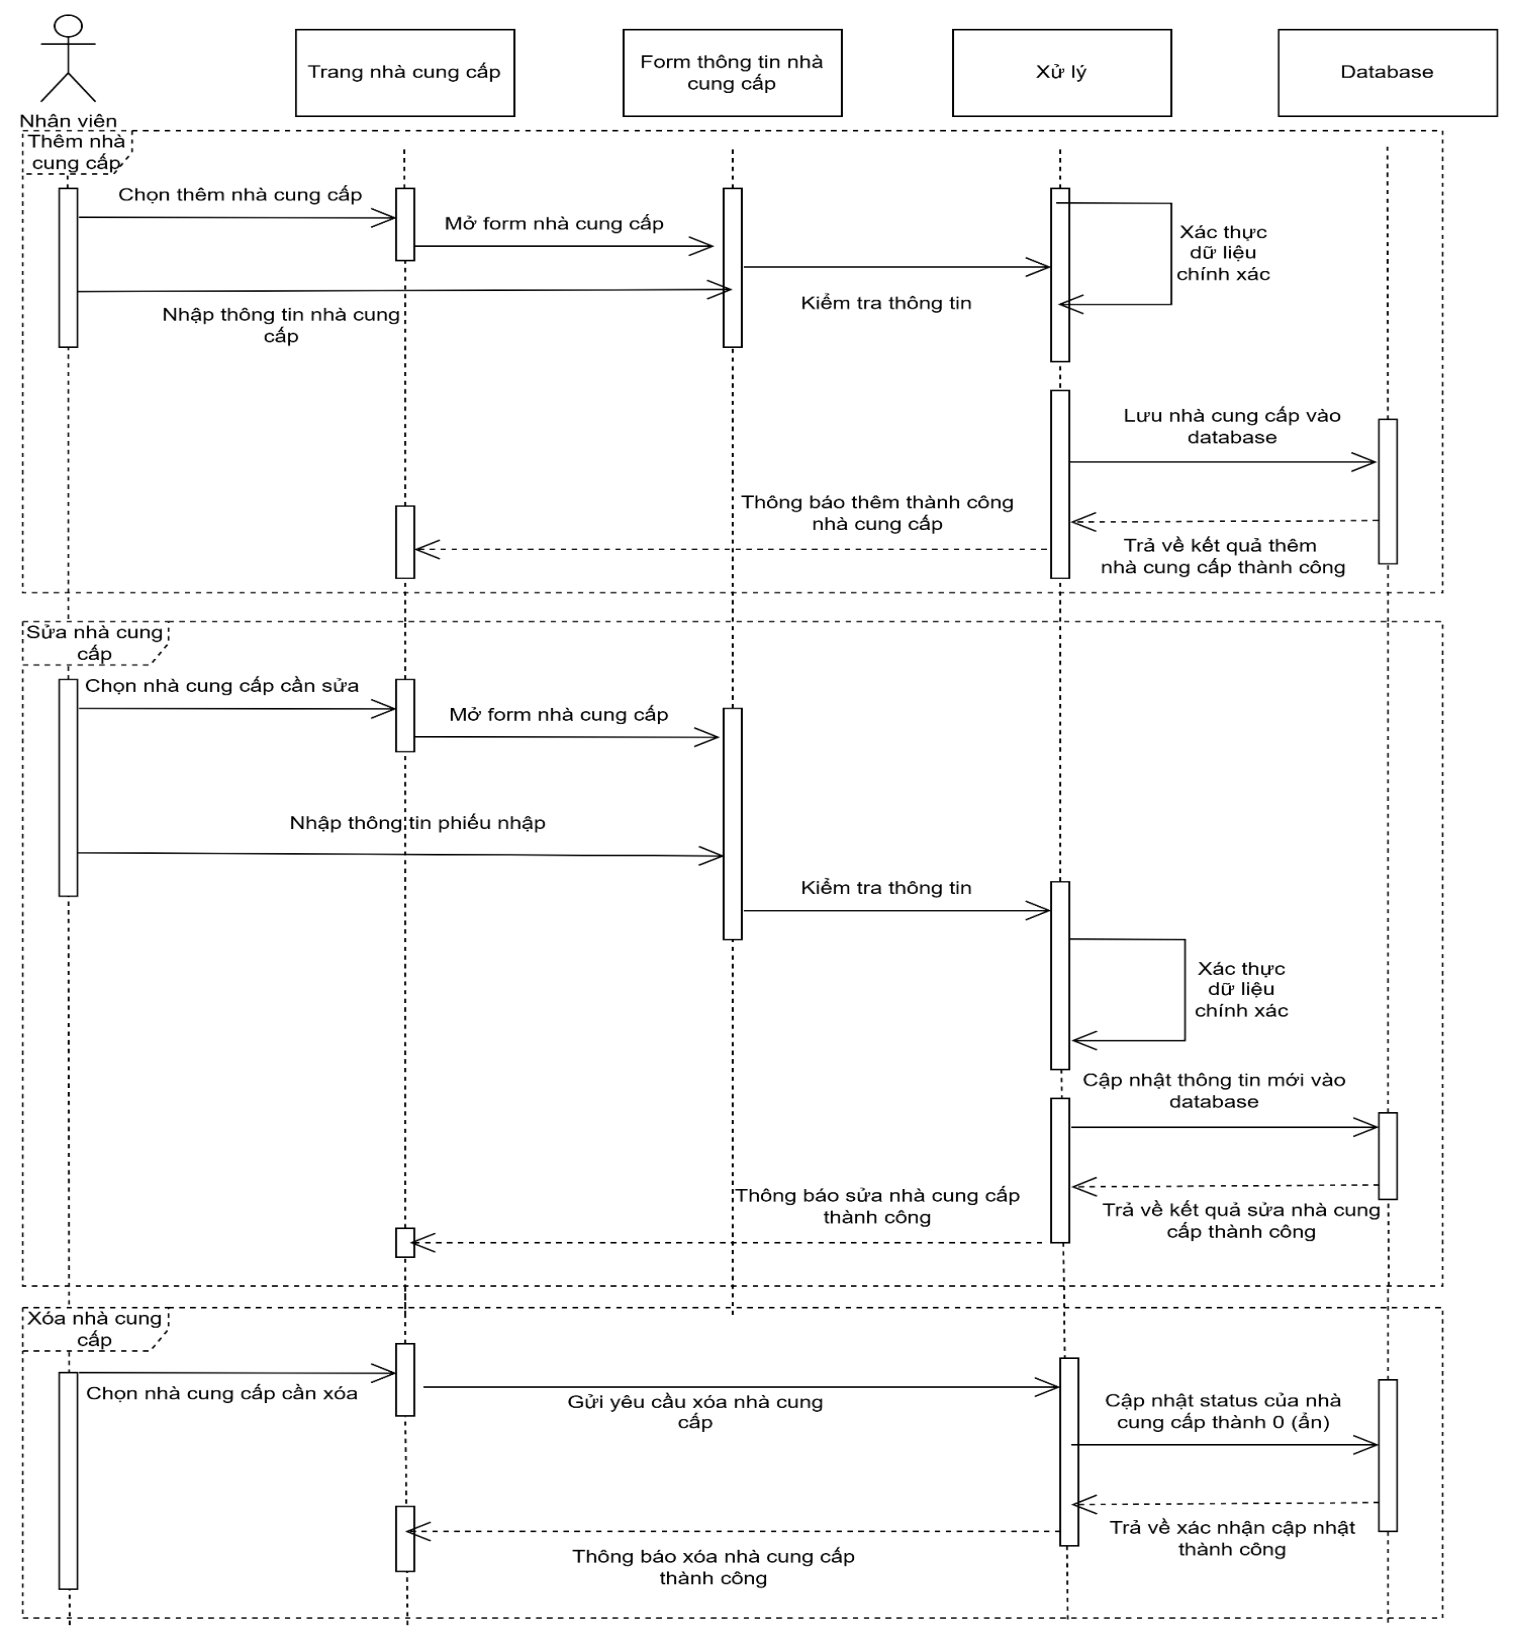 Nhân viên
Trang nhà cung cấp
Form thông tin nhà
cung cấp
Xử lý
Database
Thêm nhà
cung cấp
Chọn thêm nhà cung cấp
Mở form nhà cung cấp
Xác thực
dữ liệu
chính xác
Kiểm tra thông tin
Nhập thông tin nhà cung
cấp
Lưu nhà cung cấp vào
database
Thông báo thêm thành công
nhà cung cấp
Trả về kết quả thêm
nhà cung cấp thành công
Sửa nhà cung
cấp
Chọn nhà cung cấp cần sửa
Mở form nhà cung cấp
Nhập thông tin phiếu nhập
Kiểm tra thông tin
Xác thực
dữ liệu
chính xác
Cập nhật thông tin mới vào
database
Thông báo sửa nhà cung cấp
thành công
Trả về kết quả sửa nhà cung
cấp thành công
Xóa nhà cung
cấp
Chọn nhà cung cấp cần xóa
Gửi yêu cầu xóa nhà cung
cấp
Cập nhật status của nhà
cung cấp thành 0 (ẩn)
Trả về xác nhận cập nhật
thành công
Thông báo xóa nhà cung cấp
thành công